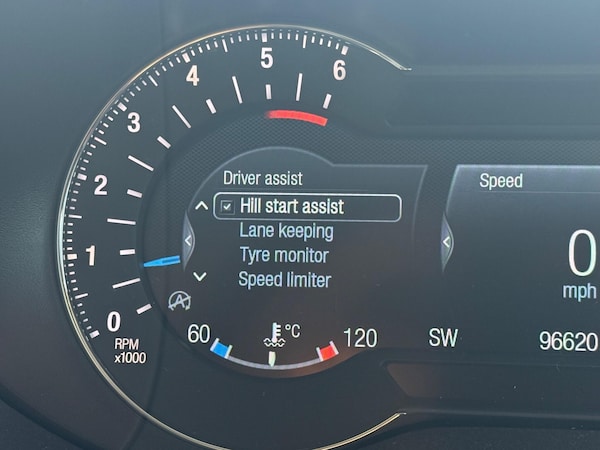 6
5
4
3
2
1
0
RPM
x1000
Driver assist
Hill start assist
Lane keeping
Tyre monitor
Speed limiter
A
60
°C
120
SW
Speed
0
mph
96620